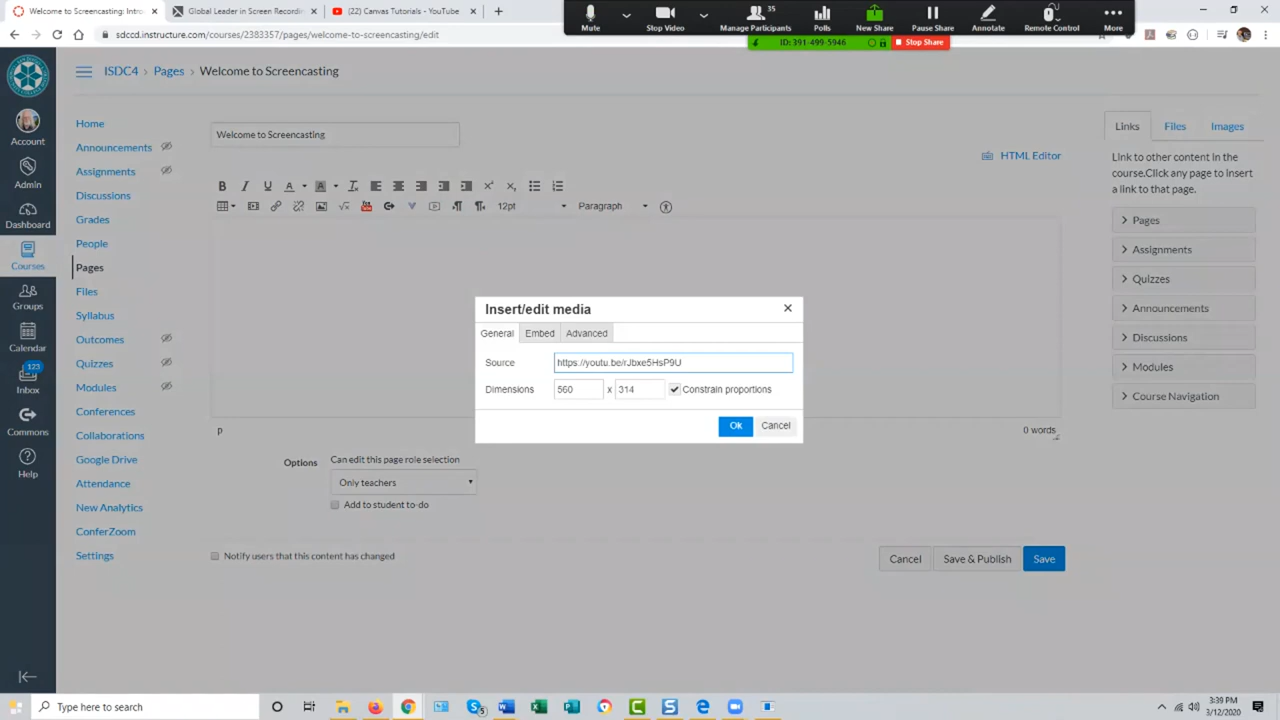 Welcome to Screencasting: Intro
Global Leader in Screen Recordin
(22) Canvas Tutorials - YouTube
sdccd.instructure.com/courses/2383357/pages/welcome-to-screencasting/edit
Mute
Stop Video
35
Manage Participants
Polls
New Share
Pause Share
Annotate
Remote Control
More
ID: 391-499-5946
Stop Share
ISDC4 › Pages › Welcome to Screencasting
Account
Admin
Dashboard
Courses
Groups
Calendar
123
Inbox
Commons
Help
Home
Announcements
Assignments
Discussions
Grades
People
Pages
Files
Syllabus
Outcomes
Quizzes
Modules
Conferences
Collaborations
Google Drive
Attendance
New Analytics
ConferZoom
Settings
Welcome to Screencasting
HTML Editor
12pt
Paragraph
Insert/edit media
General
Embed
Advanced
Source
https://youtu.be/rJbxe5HsP9U
Dimensions
560 x 314
Constrain proportions
Ok
Cancel
P
0 words
Options
Can edit this page role selection
Only teachers
Add to student to-do
Notify users that this content has changed
Cancel
Save & Publish
Save
Links
Files
Images
Link to other content in the
course.Click any page to insert
a link to that page.
Pages
Assignments
Quizzes
Announcements
Discussions
Modules
Course Navigation
Type here to search
5
3:39 PM
3/12/2020